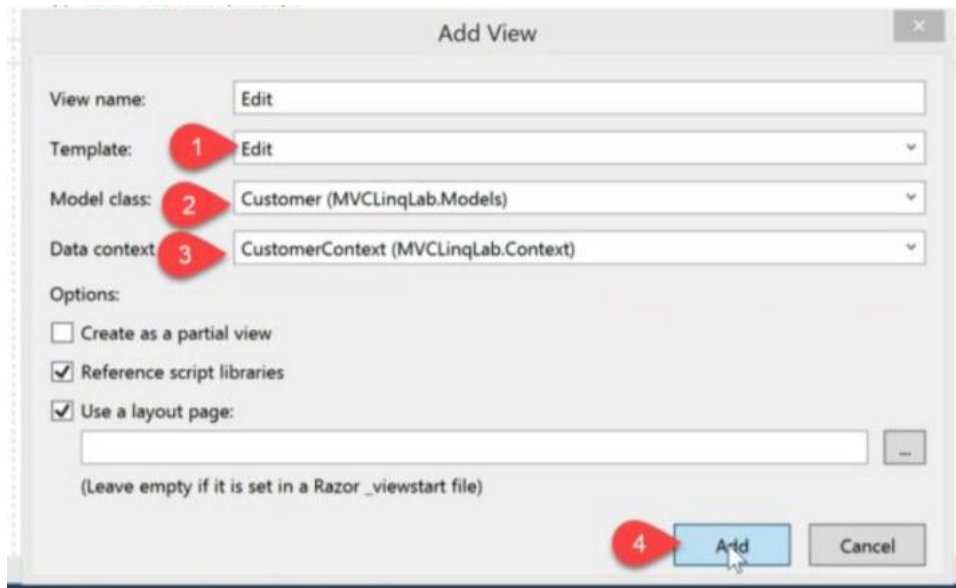 Add View
View name: Edit
Template: 1 Edit
Model class: 2 Customer (MVCLinqLab.Models)
Data context 3 CustomerContext (MVCLinqLab.Context)
Options:
Create as a partial view
Reference script libraries
Use a layout page:
...
(Leave empty if it is set in a Razor _viewstart file)
4 Add Cancel